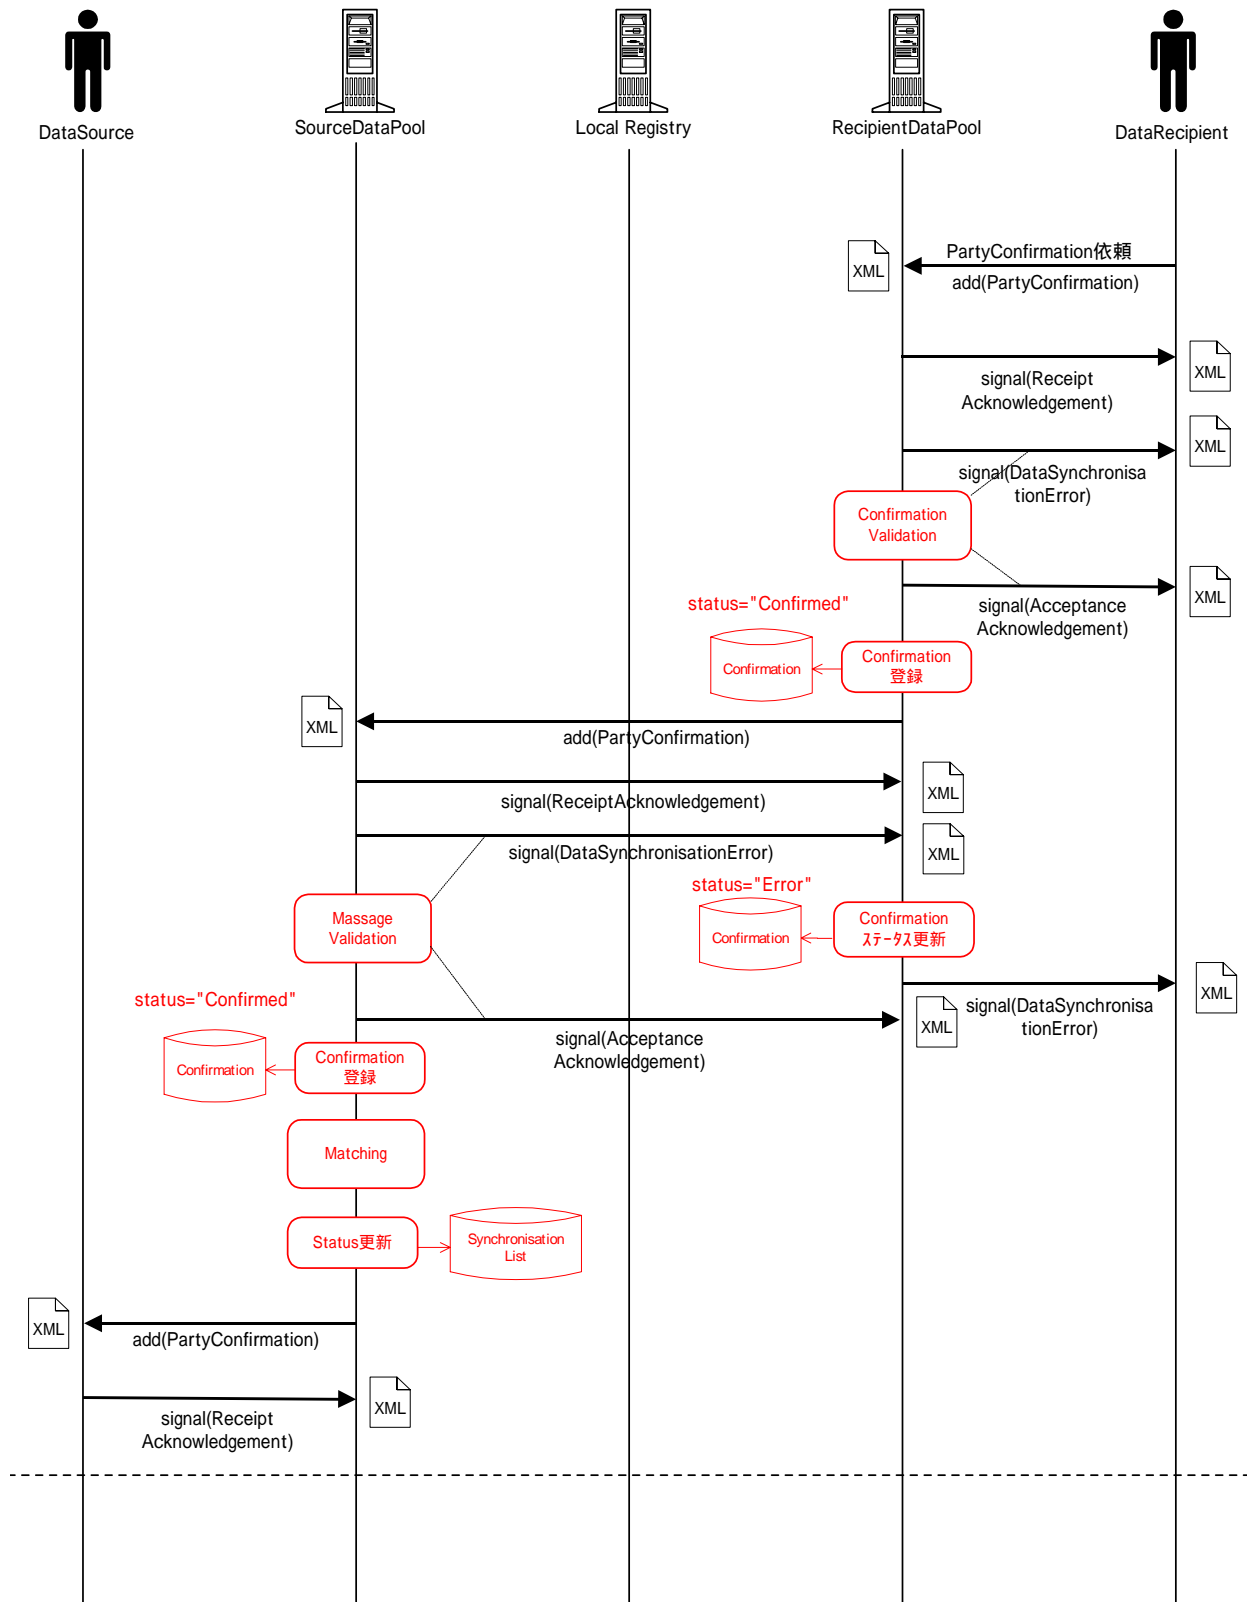 DataSource
SourceDataPool
Local Registry
RecipientDataPool
DataRecipient
PartyConfirmation依頼
XML
add(PartyConfirmation)
XML
signal(Receipt
Acknowledgement)
XML
signal(DataSynchronisa
tionError)
Confirmation
Validation
XML
signal(Acceptance
Acknowledgement)
status="Confirmed"
Confirmation
Confirmation
登録
XML
add(PartyConfirmation)
XML
signal(ReceiptAcknowledgement)
XML
signal(DataSynchronisationError)
status="Error"
Massage
Validation
Confirmation
Confirmation
ｽﾃｰﾀｽ更新
XML
signal(DataSynchronisa
tionError)
status="Confirmed"
XML
signal(Acceptance
Acknowledgement)
Confirmation
Confirmation
登録
Matching
Status更新
Synchronisation
List
XML
add(PartyConfirmation)
XML
signal(Receipt
Acknowledgement)